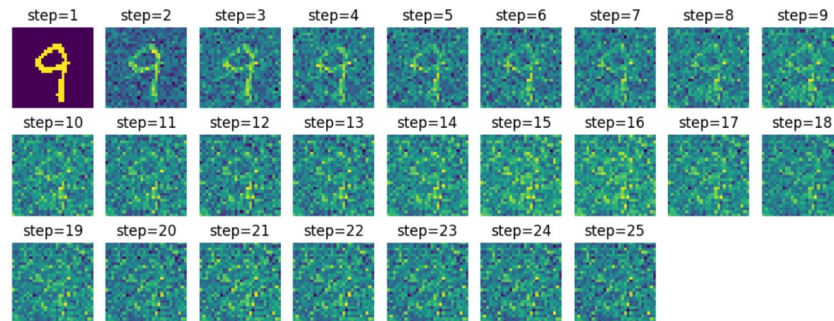 step=1 step=2 step=3 step=4 step=5 step=6 step=7 step=8 step=9
9
step=10 step=11 step=12 step=13 step=14 step=15 step=16 step=17 step=18
step=19 step=20 step=21 step=22 step=23 step=24 step=25